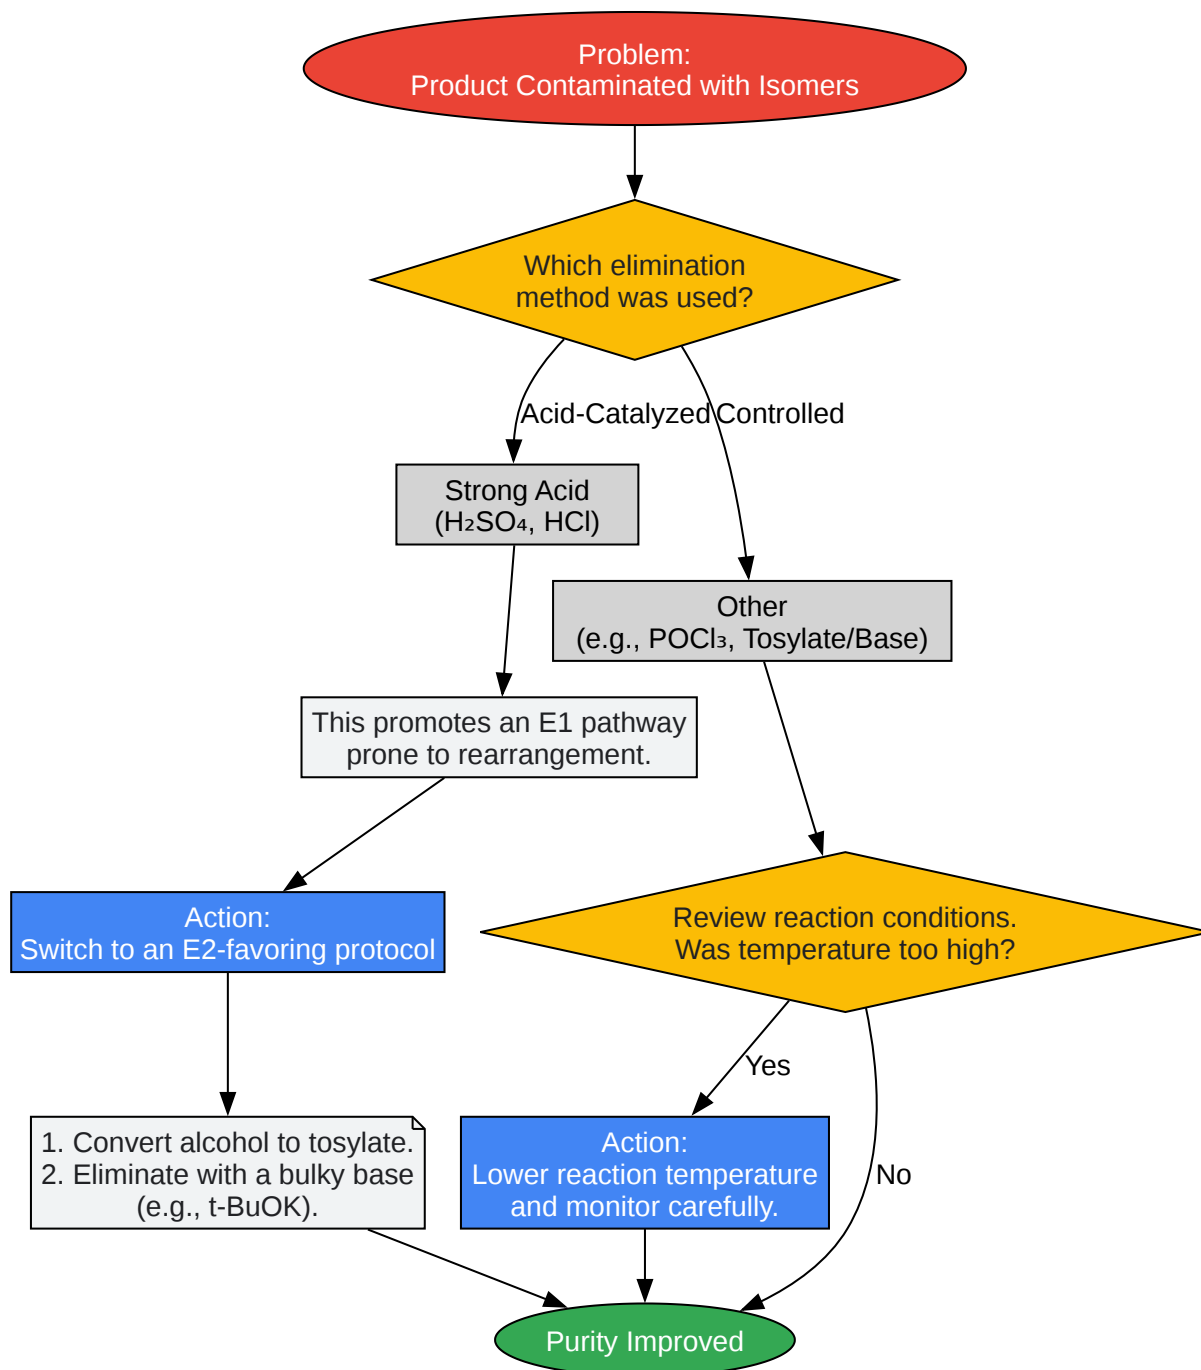 Problem:
Product Contaminated with Isomers
Which elimination
method was used?
Acid-Catalyzed
Controlled
Strong Acid
(H₂SO₄, HCl)
Other
(e.g., POCl₃, Tosylate/Base)
This promotes an E1 pathway
prone to rearrangement.
Action:
Switch to an E2-favoring protocol
Review reaction conditions.
Was temperature too high?
Yes
1. Convert alcohol to tosylate.
2. Eliminate with a bulky base
(e.g., t-BuOK).
Action:
Lower reaction temperature
and monitor carefully.
No
Purity Improved